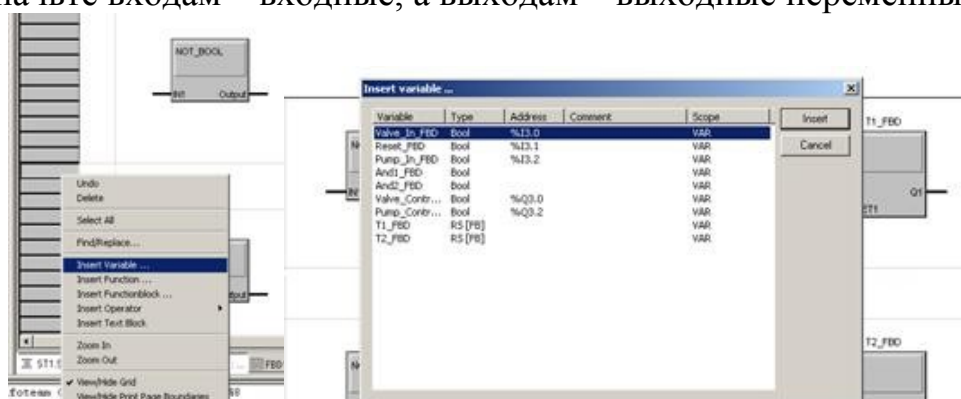 входам – входные, а выходам – выходные переменны
NOT_BOOL
IN1 Output
Undo
Delete
Select All
Find/Replace...
Insert Variable ...
Insert Function ...
Insert Functionblock ...
Insert Operator
Insert Text Block
Zoom In
Zoom Out
View/Hide Grid
View/Hide Print Page Boundaries
Insert variable ...
Variable Type Address Comment Scope
Valve_In_FBD Bool %I3.0 VAR
Reset_FBD Bool %I3.1 VAR
Pump_In_FBD Bool %I3.2 VAR
And1_FBD Bool VAR
And2_FBD Bool VAR
Valve_Contr... Bool %Q3.0 VAR
Pump_Contr... Bool %Q3.2 VAR
T1_FBD RS [FB] VAR
T2_FBD RS [FB] VAR
Insert
Cancel
T1_FBD
Q1
T2_FBD